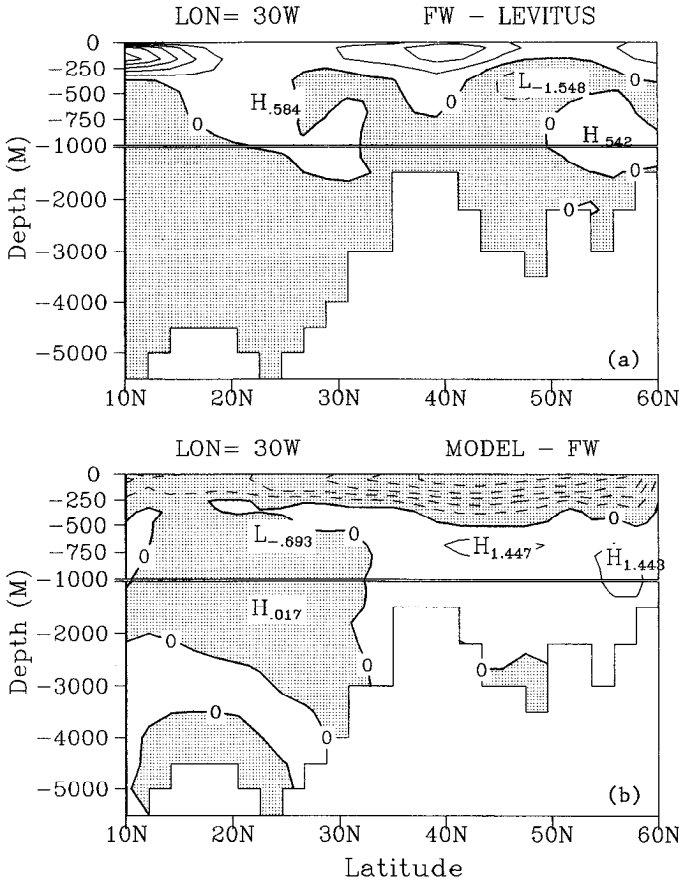 LON= 30W FW - LEVITUS
0
-250
-500
-750
-1000
-2000
-3000
-4000
-5000
Depth (M)
H.584
L-1.548
H.542
0
0
0
0
0
(a)
10N 20N 30N 40N 50N 60N
LON= 30W MODEL - FW
0
-250
-500
-750
-1000
-2000
-3000
-4000
-5000
Depth (M)
L-.693
H1.447
H1.443
H.017
0
0
0
0
0
0
0
0
(b)
10N 20N 30N 40N 50N 60N
Latitude